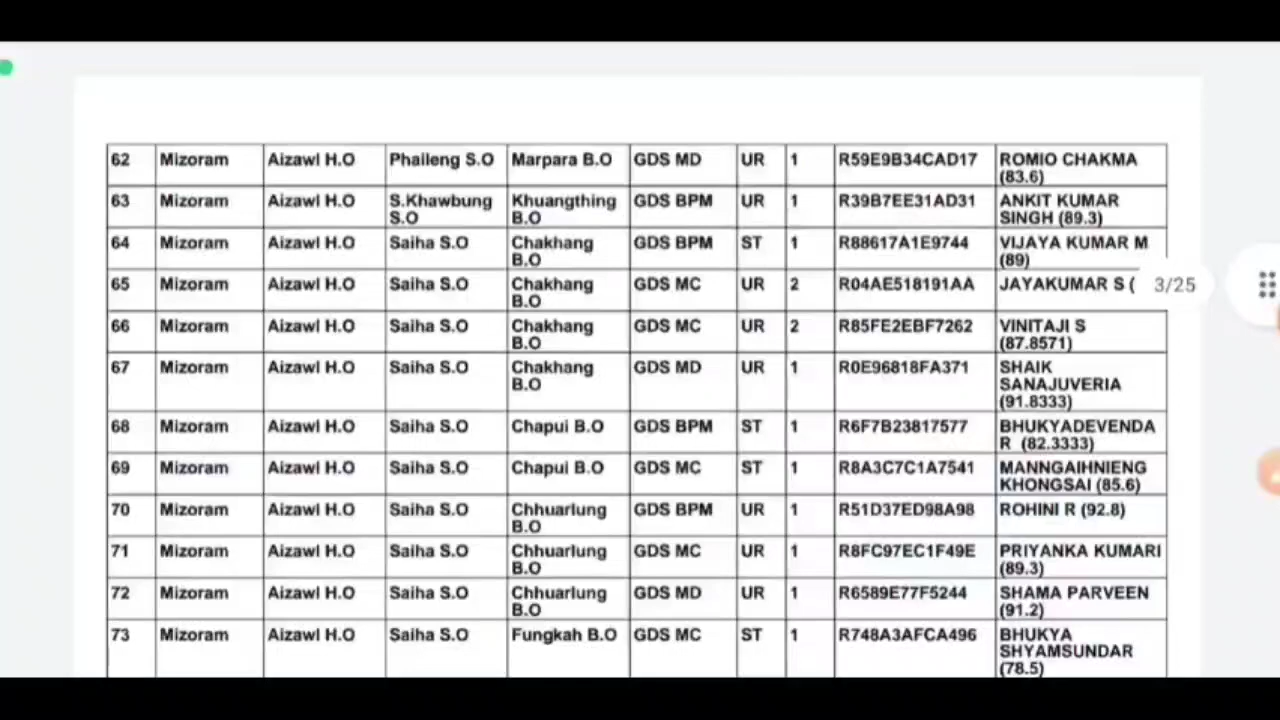 62 Mizoram Aizawl H.O Phaileng S.O Marpara B.O GDS MD UR 1 R59E9B34CAD17 ROMIO CHAKMA
(83.6)
63 Mizoram Aizawl H.O S.Khawbung Khuangthing GDS BPM UR 1 R39B7EE31AD31 ANKIT KUMAR
S.O B.O SINGH (89.3)
64 Mizoram Aizawl H.O Saiha S.O Chakhang GDS BPM ST 1 R88617A1E9744 VIJAYA KUMAR M
B.O (89)
65 Mizoram Aizawl H.O Saiha S.O Chakhang GDS MC UR 2 R04AE518191AA JAYAKUMAR S ( 3/25
B.O
66 Mizoram Aizawl H.O Saiha S.O Chakhang GDS MC UR 2 R85FE2EBF7262 VINITAJI S
B.O (87.8571)
67 Mizoram Aizawl H.O Saiha S.O Chakhang GDS MD UR 1 R0E96818FA371 SHAIK
B.O SANAJUVERIA
(91.8333)
68 Mizoram Aizawl H.O Saiha S.O Chapui B.O GDS BPM ST 1 R6F7B23817577 BHUKYADEVENDA
R (82.3333)
69 Mizoram Aizawl H.O Saiha S.O Chapui B.O GDS MC ST 1 R8A3C7C1A7541 MANNGAIHNIENG
KHONGSAI (85.6)
70 Mizoram Aizawl H.O Saiha S.O Chhuarlung GDS BPM UR 1 R51D37ED98A98 ROHINI R (92.8)
B.O
71 Mizoram Aizawl H.O Saiha S.O Chhuarlung GDS MC UR 1 R8FC97EC1F49E PRIYANKA KUMARI
B.O (89.3)
72 Mizoram Aizawl H.O Saiha S.O Chhuarlung GDS MD UR 1 R6589E77F5244 SHAMA PARVEEN
B.O (91.2)
73 Mizoram Aizawl H.O Saiha S.O Fungkah B.O GDS MC ST 1 R748A3AFCA496 BHUKYA
SHYAMSUNDAR
(78.5)